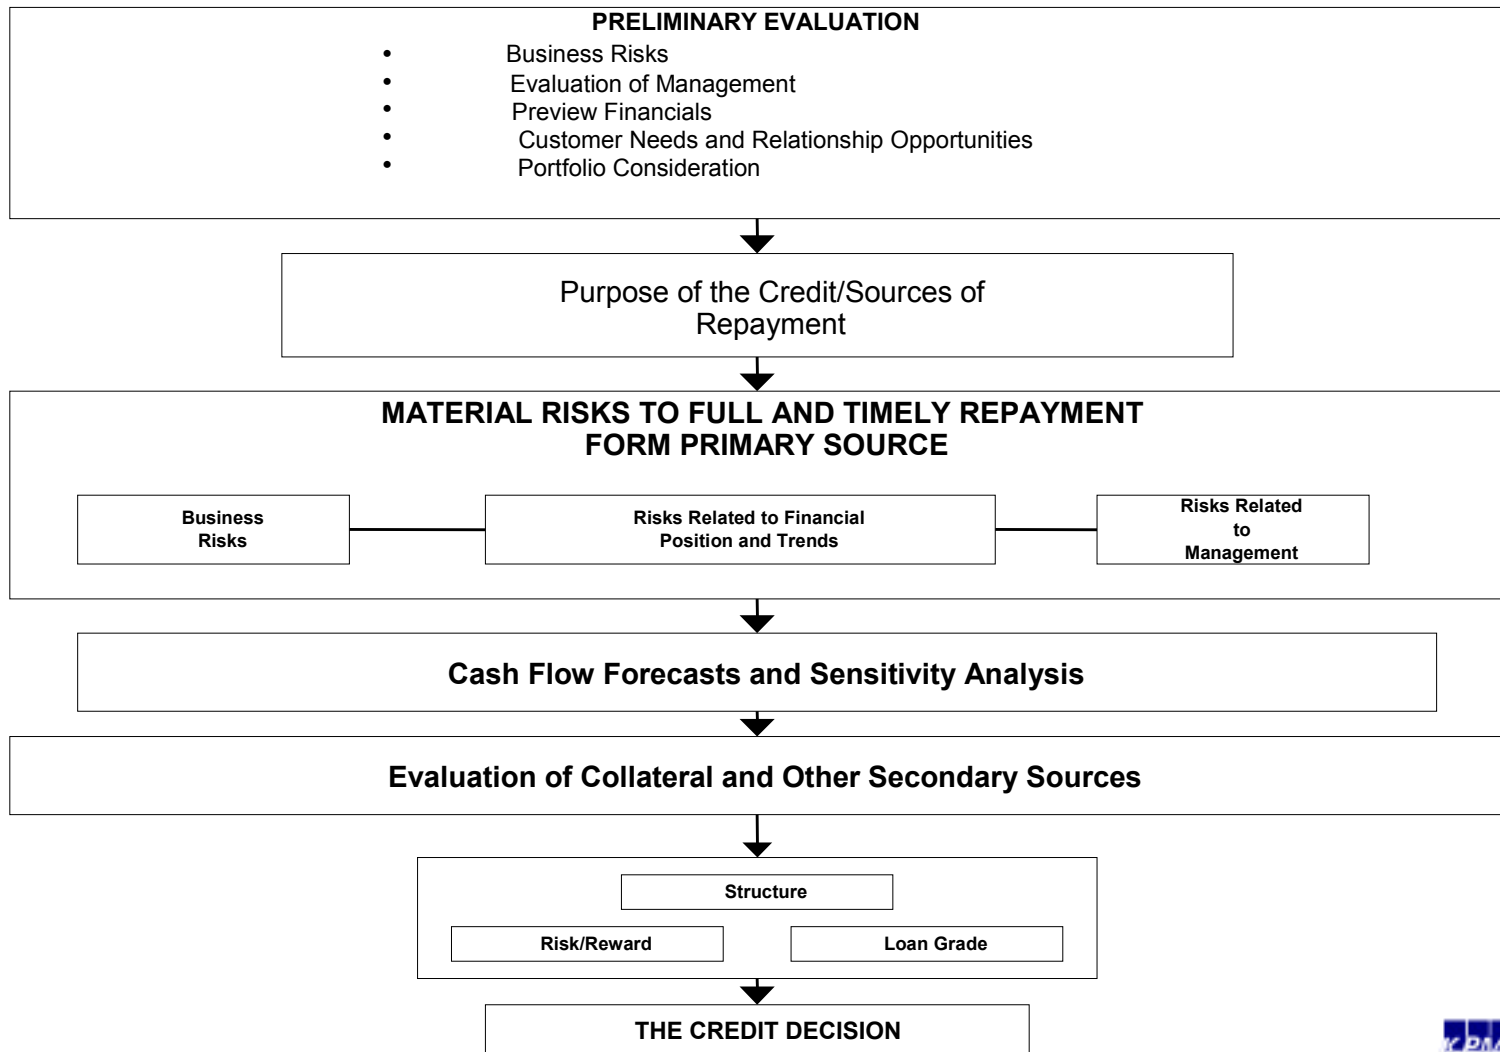 PRELIMINARY EVALUATION
• Business Risks
• Evaluation of Management
• Preview Financials
• Customer Needs and Relationship Opportunities
• Portfolio Consideration
Purpose of the Credit/Sources of
Repayment
MATERIAL RISKS TO FULL AND TIMELY REPAYMENT
FORM PRIMARY SOURCE
Business
Risks
Risks Related to Financial
Position and Trends
Risks Related
to
Management
Cash Flow Forecasts and Sensitivity Analysis
Evaluation of Collateral and Other Secondary Sources
Structure
Risk/Reward
Loan Grade
THE CREDIT DECISION